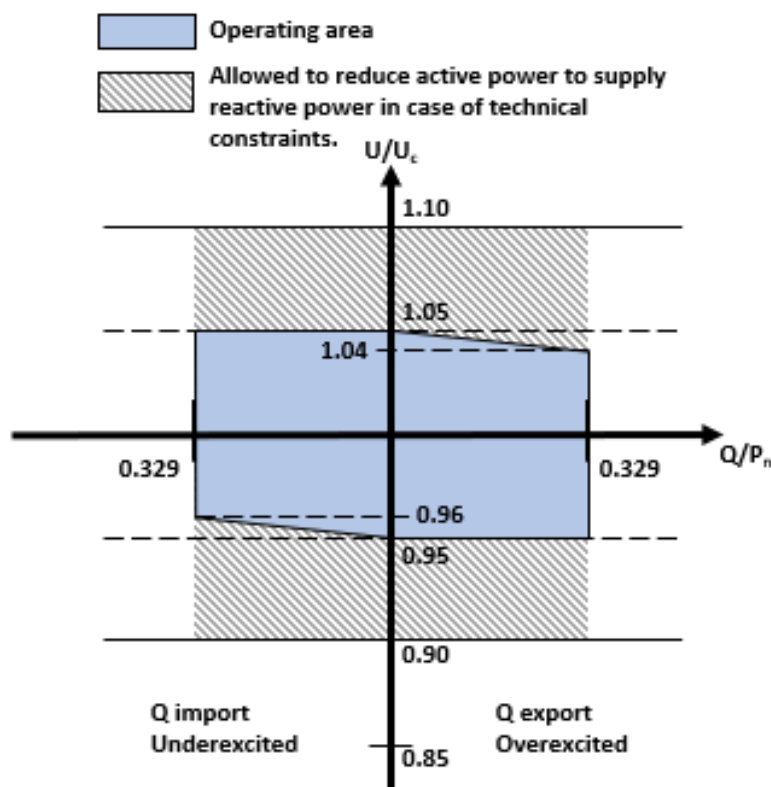 Operating area
Allowed to reduce active power to supply
reactive power in case of technical
constraints.
U/Uc
1.10
1.05
1.04
0.329
0.329
Q/Pn
0.96
0.95
0.90
Q import
Underexcited
Q export
Overexcited
0.85